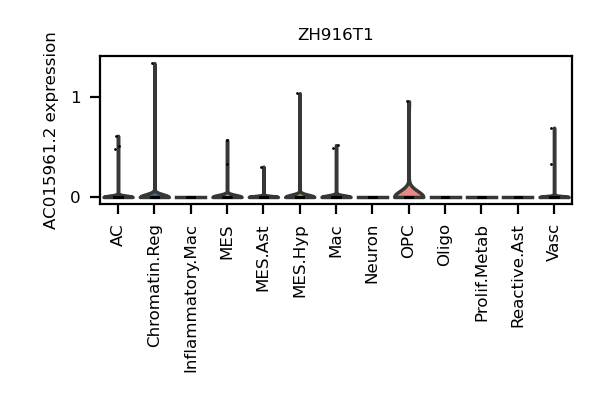 ZH916T1
AC015961.2 expression
1
0
AC
Chromatin.Reg
Inflammatory.Mac
MES
MES.Ast
MES.Hyp
Mac
Neuron
OPC
Oligo
Prolif.Metab
Reactive.Ast
Vasc